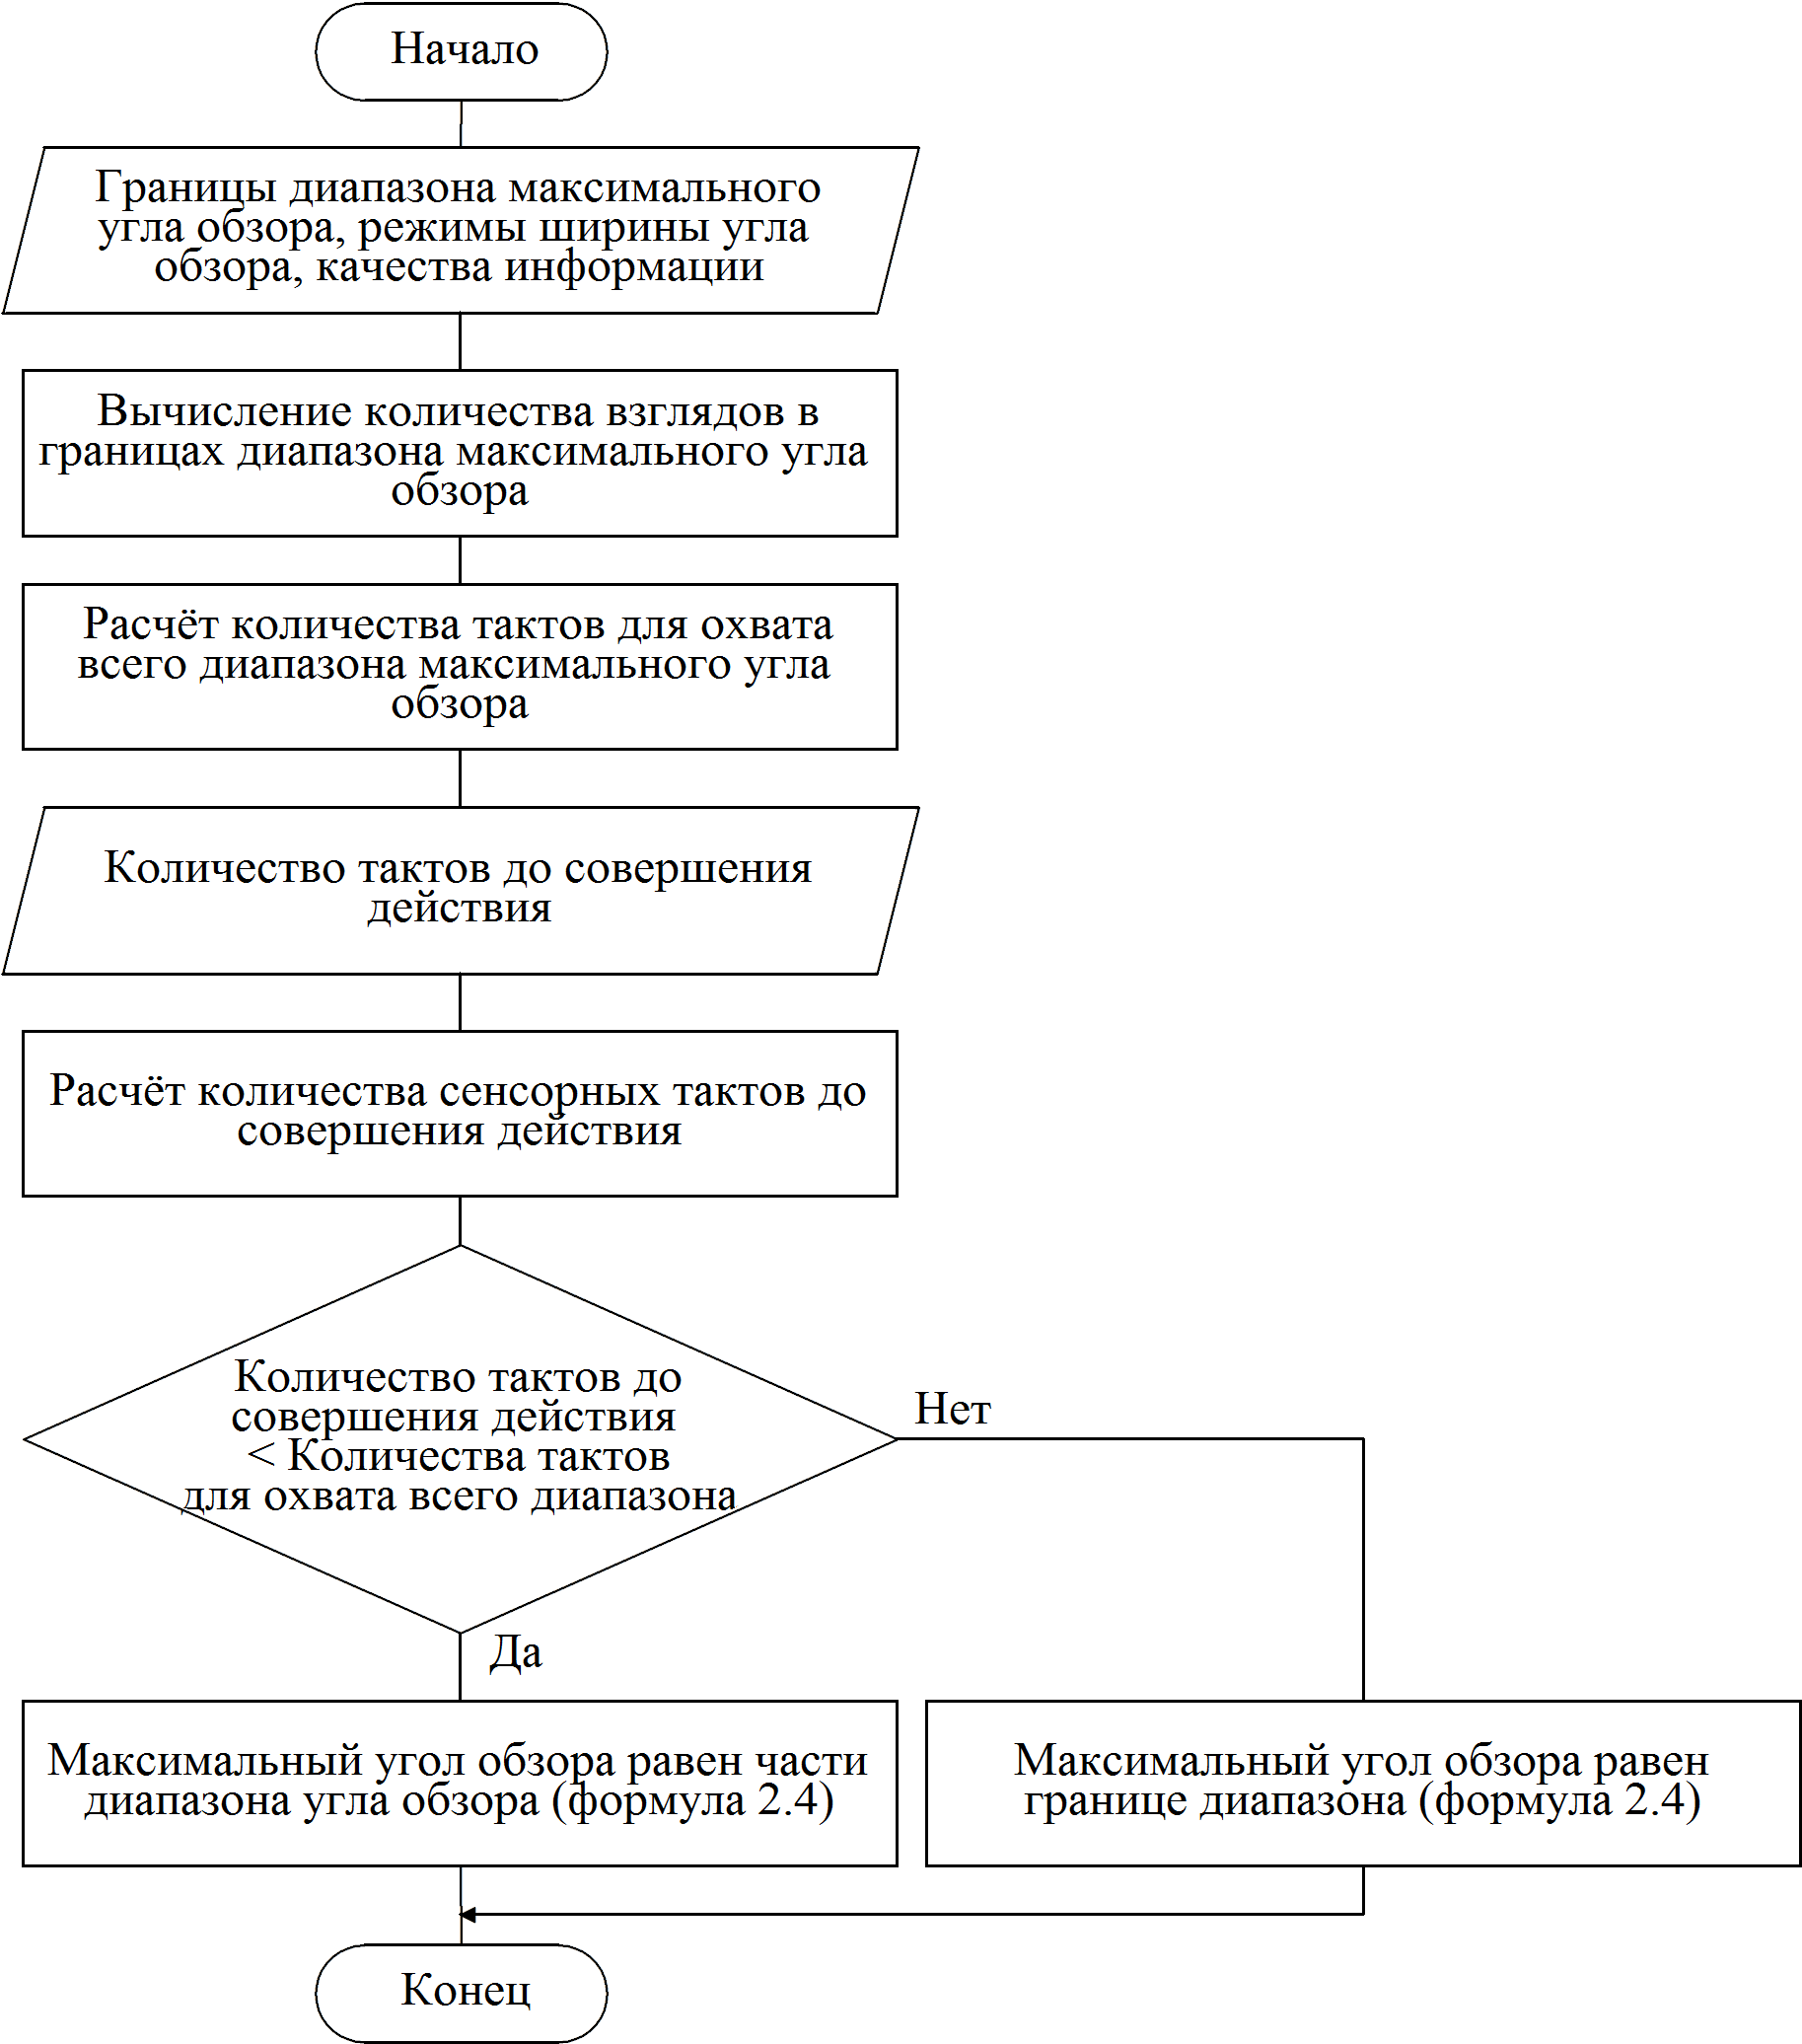 Начало
Границы диапазона максимального
угла обзора, режимы ширины угла
обзора, качества информации
Вычисление количества взглядов в
границах диапазона максимального угла
обзора
Расчёт количества тактов для охвата
всего диапазона максимального угла
обзора
Количество тактов до совершения
действия
Расчёт количества сенсорных тактов до
совершения действия
Количество тактов до
совершения действия
< Количества тактов
для охвата всего диапазона
Нет
Да
Максимальный угол обзора равен части
диапазона угла обзора (формула 2.4)
Максимальный угол обзора равен
границе диапазона (формула 2.4)
Конец